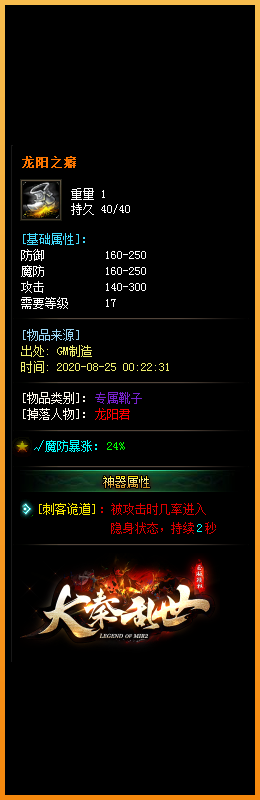 龙阳之癖
重量 1
持久 40/40
[基础属性]:
防御 160-250
魔防 160-250
攻击 140-300
需要等级 17
[物品来源]
出处: GM制造
时间: 2020-08-25 00:22:31
[物品类别]: 专属靴子
[掉落人物]: 龙阳君
√魔防暴涨: 24%
神器属性
[刺客诡道]: 被攻击时几率进入
隐身状态, 持续2秒
大秦乱世
LEGEND OF MIR2